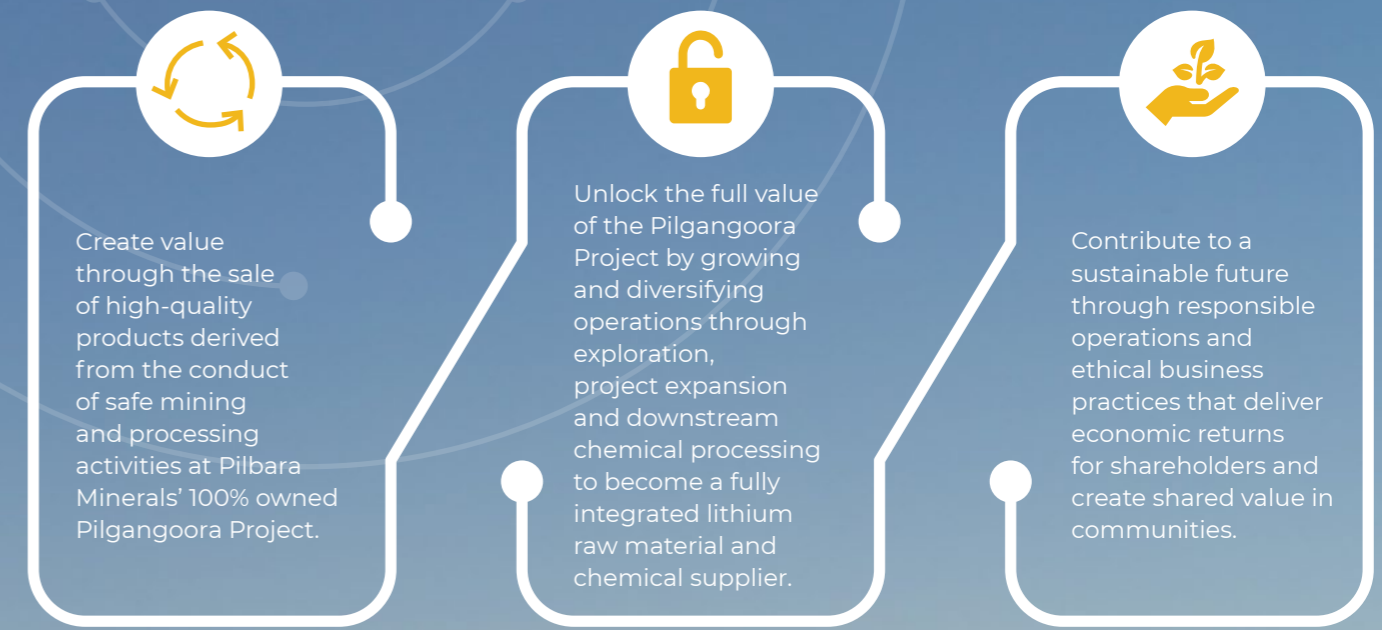 Create value
through the sale
of high-quality
products derived
from the conduct
of safe mining
and processing
activities at Pilbara
Minerals’ 100% owned
Pilgangoora Project.
Unlock the full value
of the Pilgangoora
Project by growing
and diversifying
operations through
exploration,
project expansion
and downstream
chemical processing
to become a fully
integrated lithium
raw material and
chemical supplier.
Contribute to a
sustainable future
through responsible
operations and
ethical business
practices that deliver
economic returns
for shareholders and
create shared value in
communities.